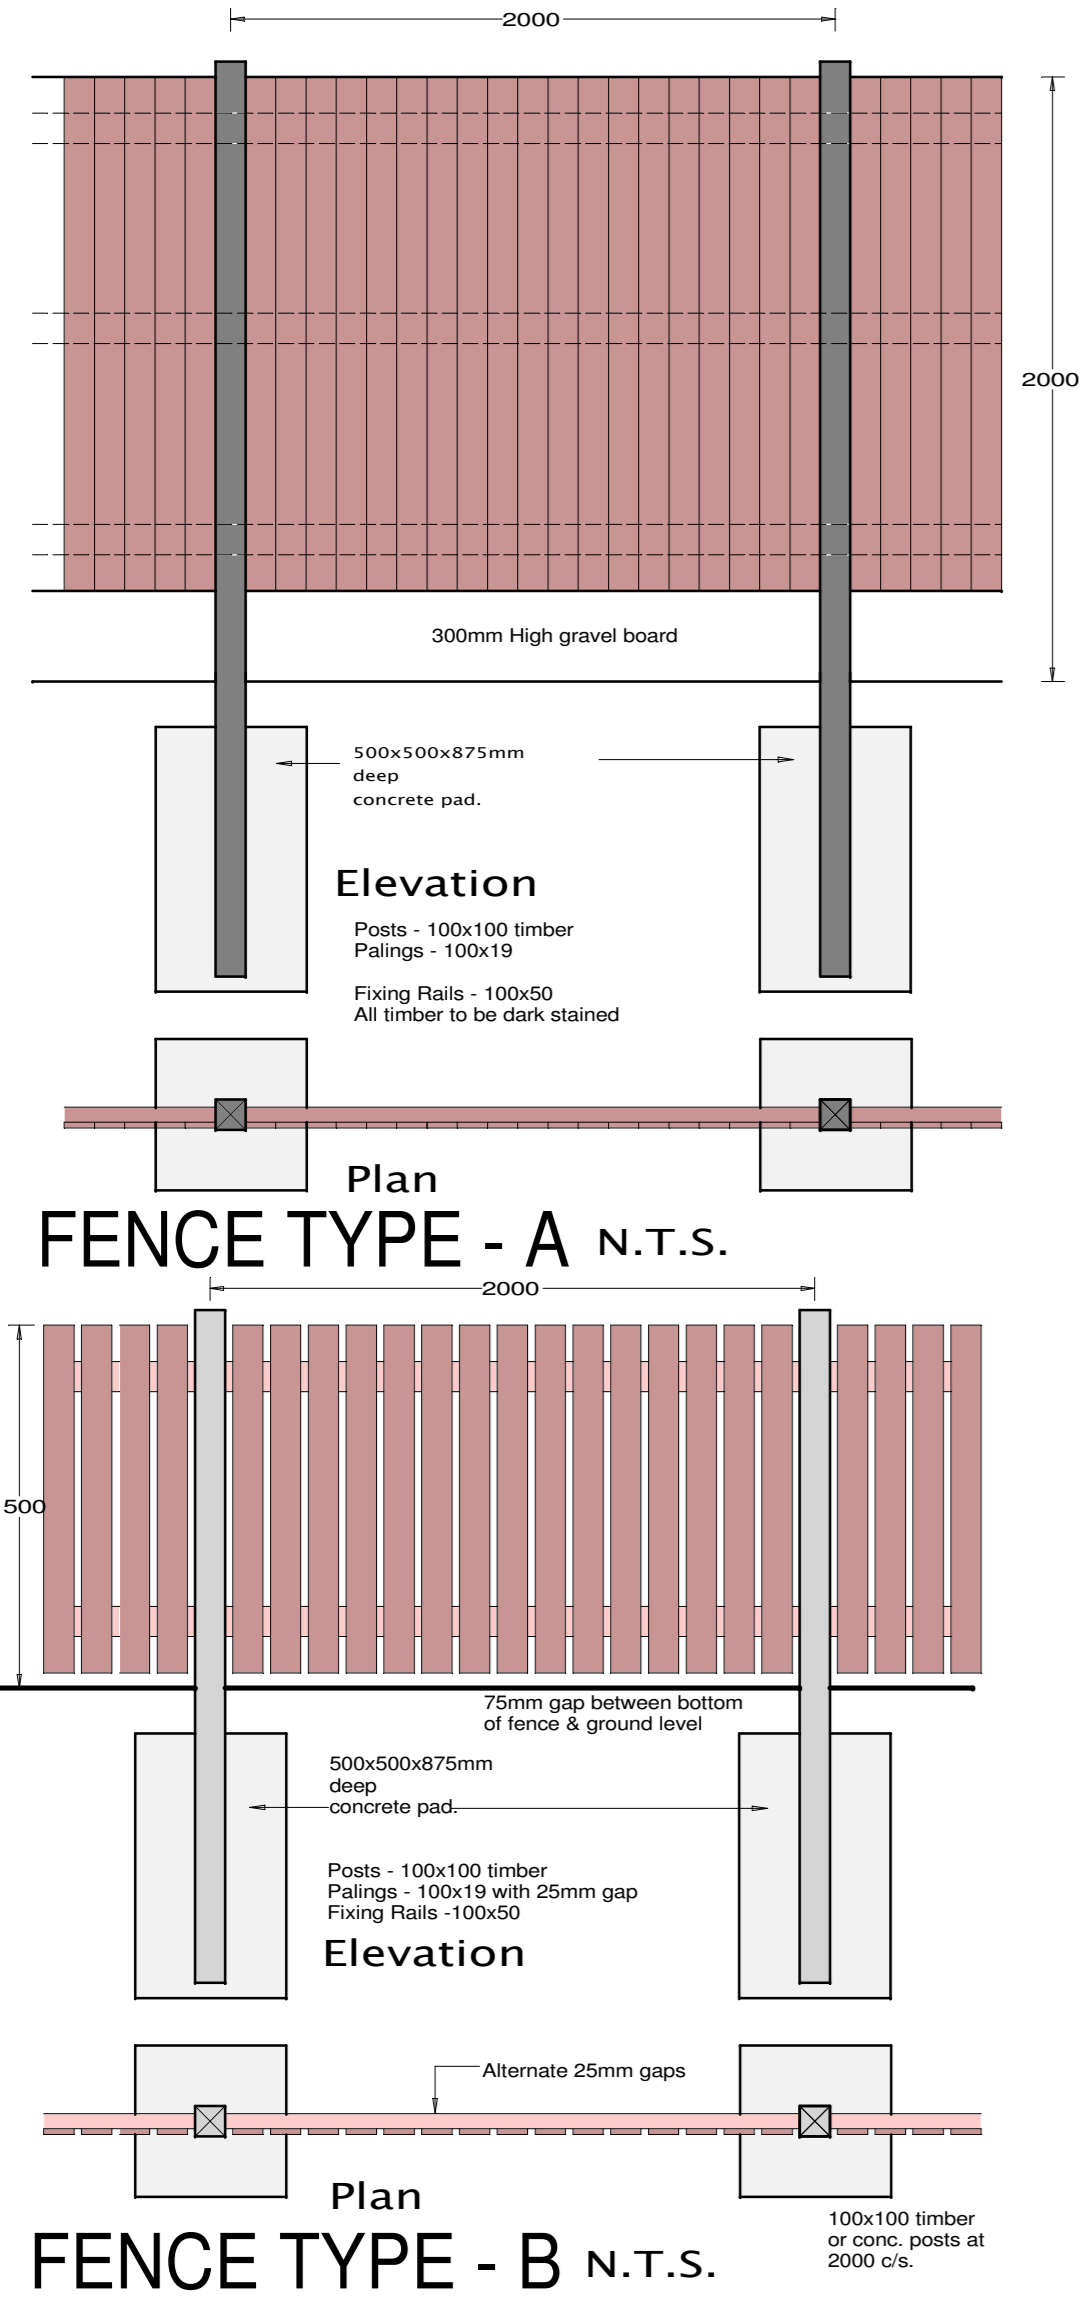 2000
2000
300mm High gravel board
500x500x875mm
deep
concrete pad.
Elevation
Posts - 100x100 timber
Palings - 100x19
Fixing Rails - 100x50
All timber to be dark stained
Plan
FENCE TYPE - A N.T.S.
2000
500
75mm gap between bottom
of fence & ground level
500x500x875mm
deep
concrete pad.
Posts - 100x100 timber
Palings - 100x19 with 25mm gap
Fixing Rails -100x50
Elevation
Alternate 25mm gaps
Plan
100x100 timber
or conc. posts at
2000 c/s.
FENCE TYPE - B N.T.S.